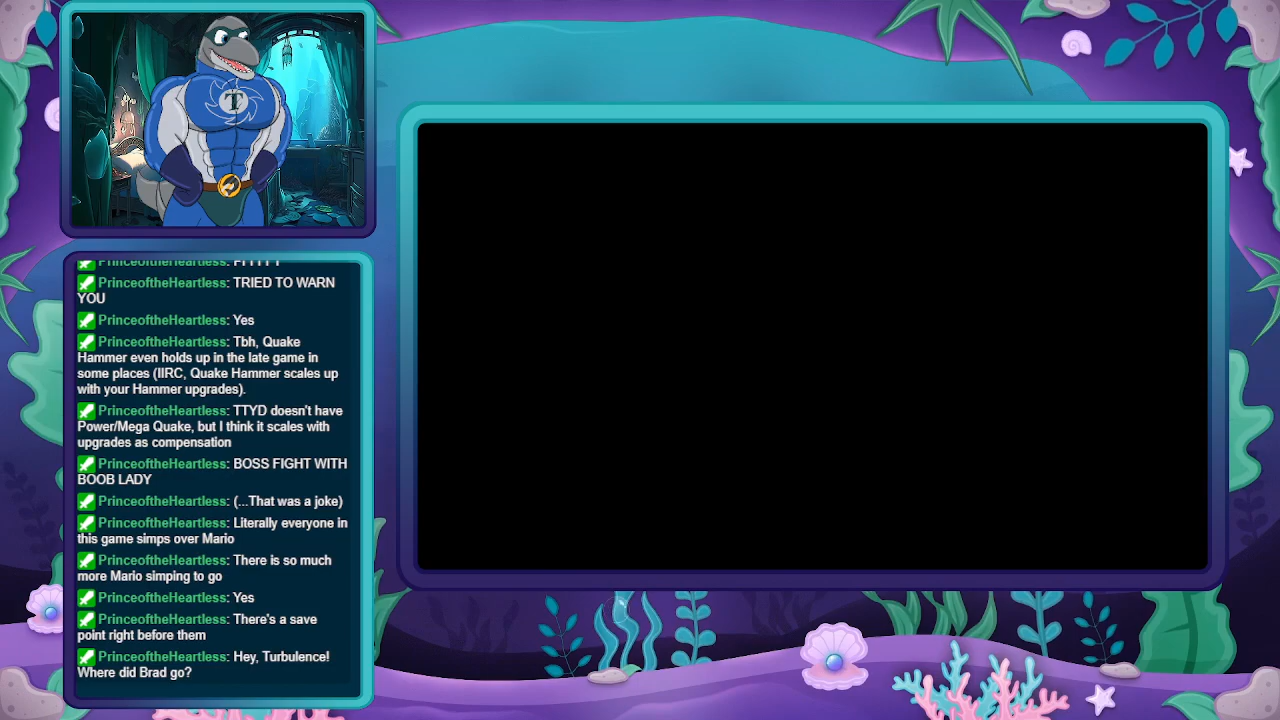 T
PrinceoftheHeartless:
PrinceoftheHeartless: TRIED TO WARN
YOU
PrinceoftheHeartless: Yes
PrinceoftheHeartless: Tbh, Quake
Hammer even holds up in the late game in
some places (IIRC, Quake Hammer scales up
with your Hammer upgrades).
PrinceoftheHeartless: TTYD doesn't have
Power/Mega Quake, but I think it scales with
upgrades as compensation
PrinceoftheHeartless: BOSS FIGHT WITH
BOOB LADY
PrinceoftheHeartless: (...That was a joke)
PrinceoftheHeartless: Literally everyone in
this game simps over Mario
PrinceoftheHeartless: There is so much
more Mario simping to go
PrinceoftheHeartless: Yes
PrinceoftheHeartless: There's a save
point right before them
PrinceoftheHeartless: Hey, Turbulence!
Where did Brad go?